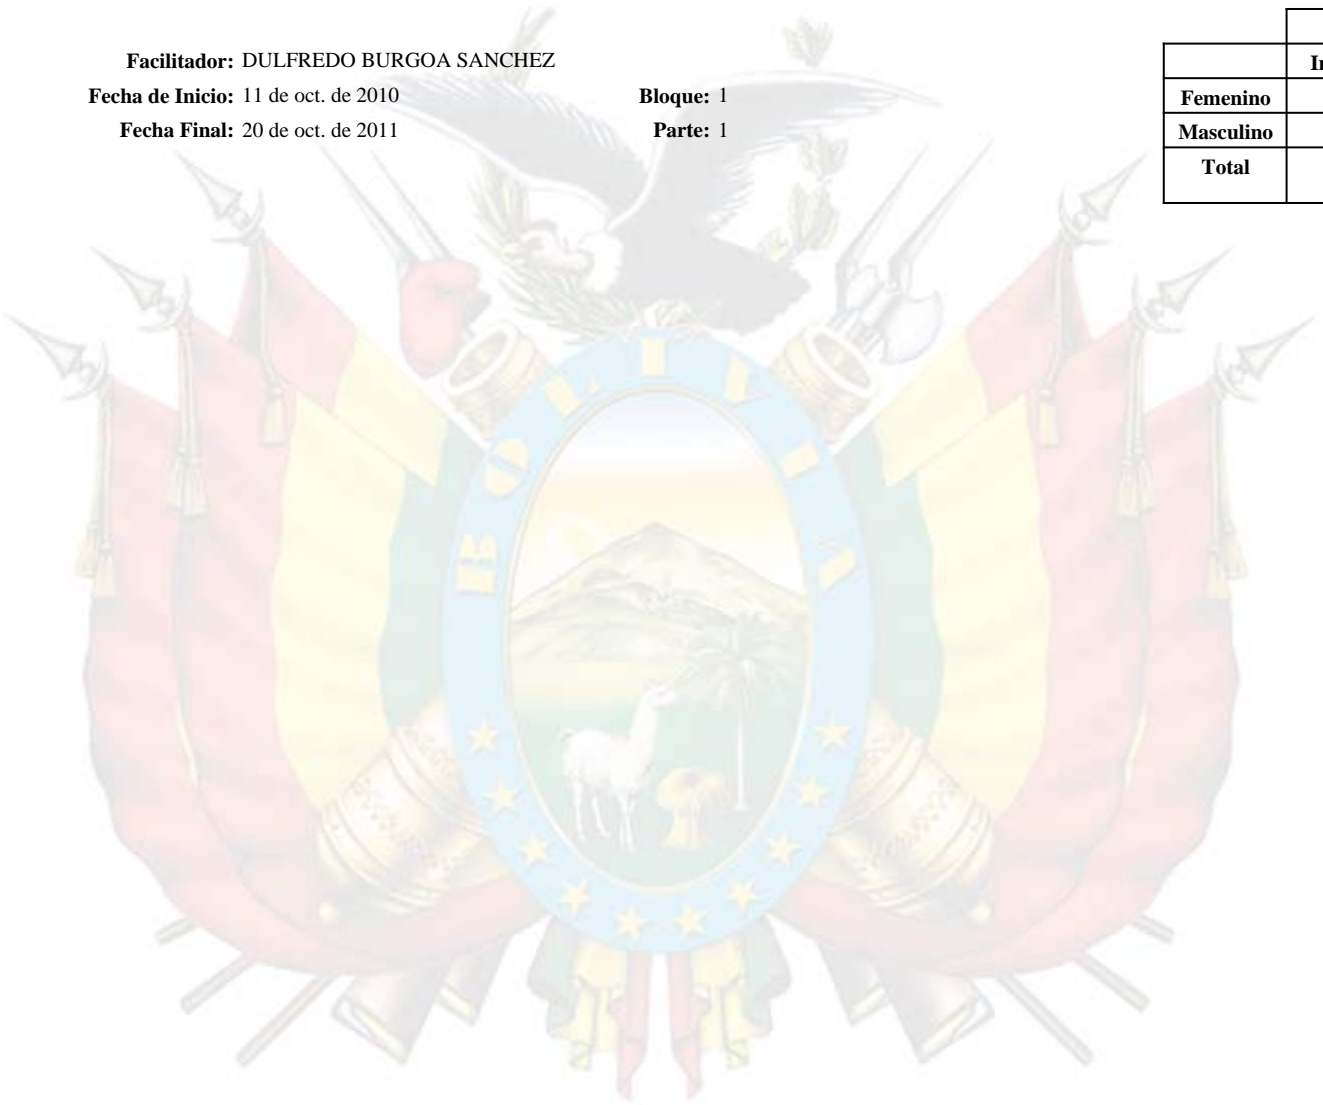 Facilitador: DULFREDO BURGOA SANCHEZ
Fecha de Inicio: 11 de oct. de 2010 Bloque: 1
Fecha Final: 20 de oct. de 2011 Parte: 1
Femenino
Masculino
Total
BOLIVIA